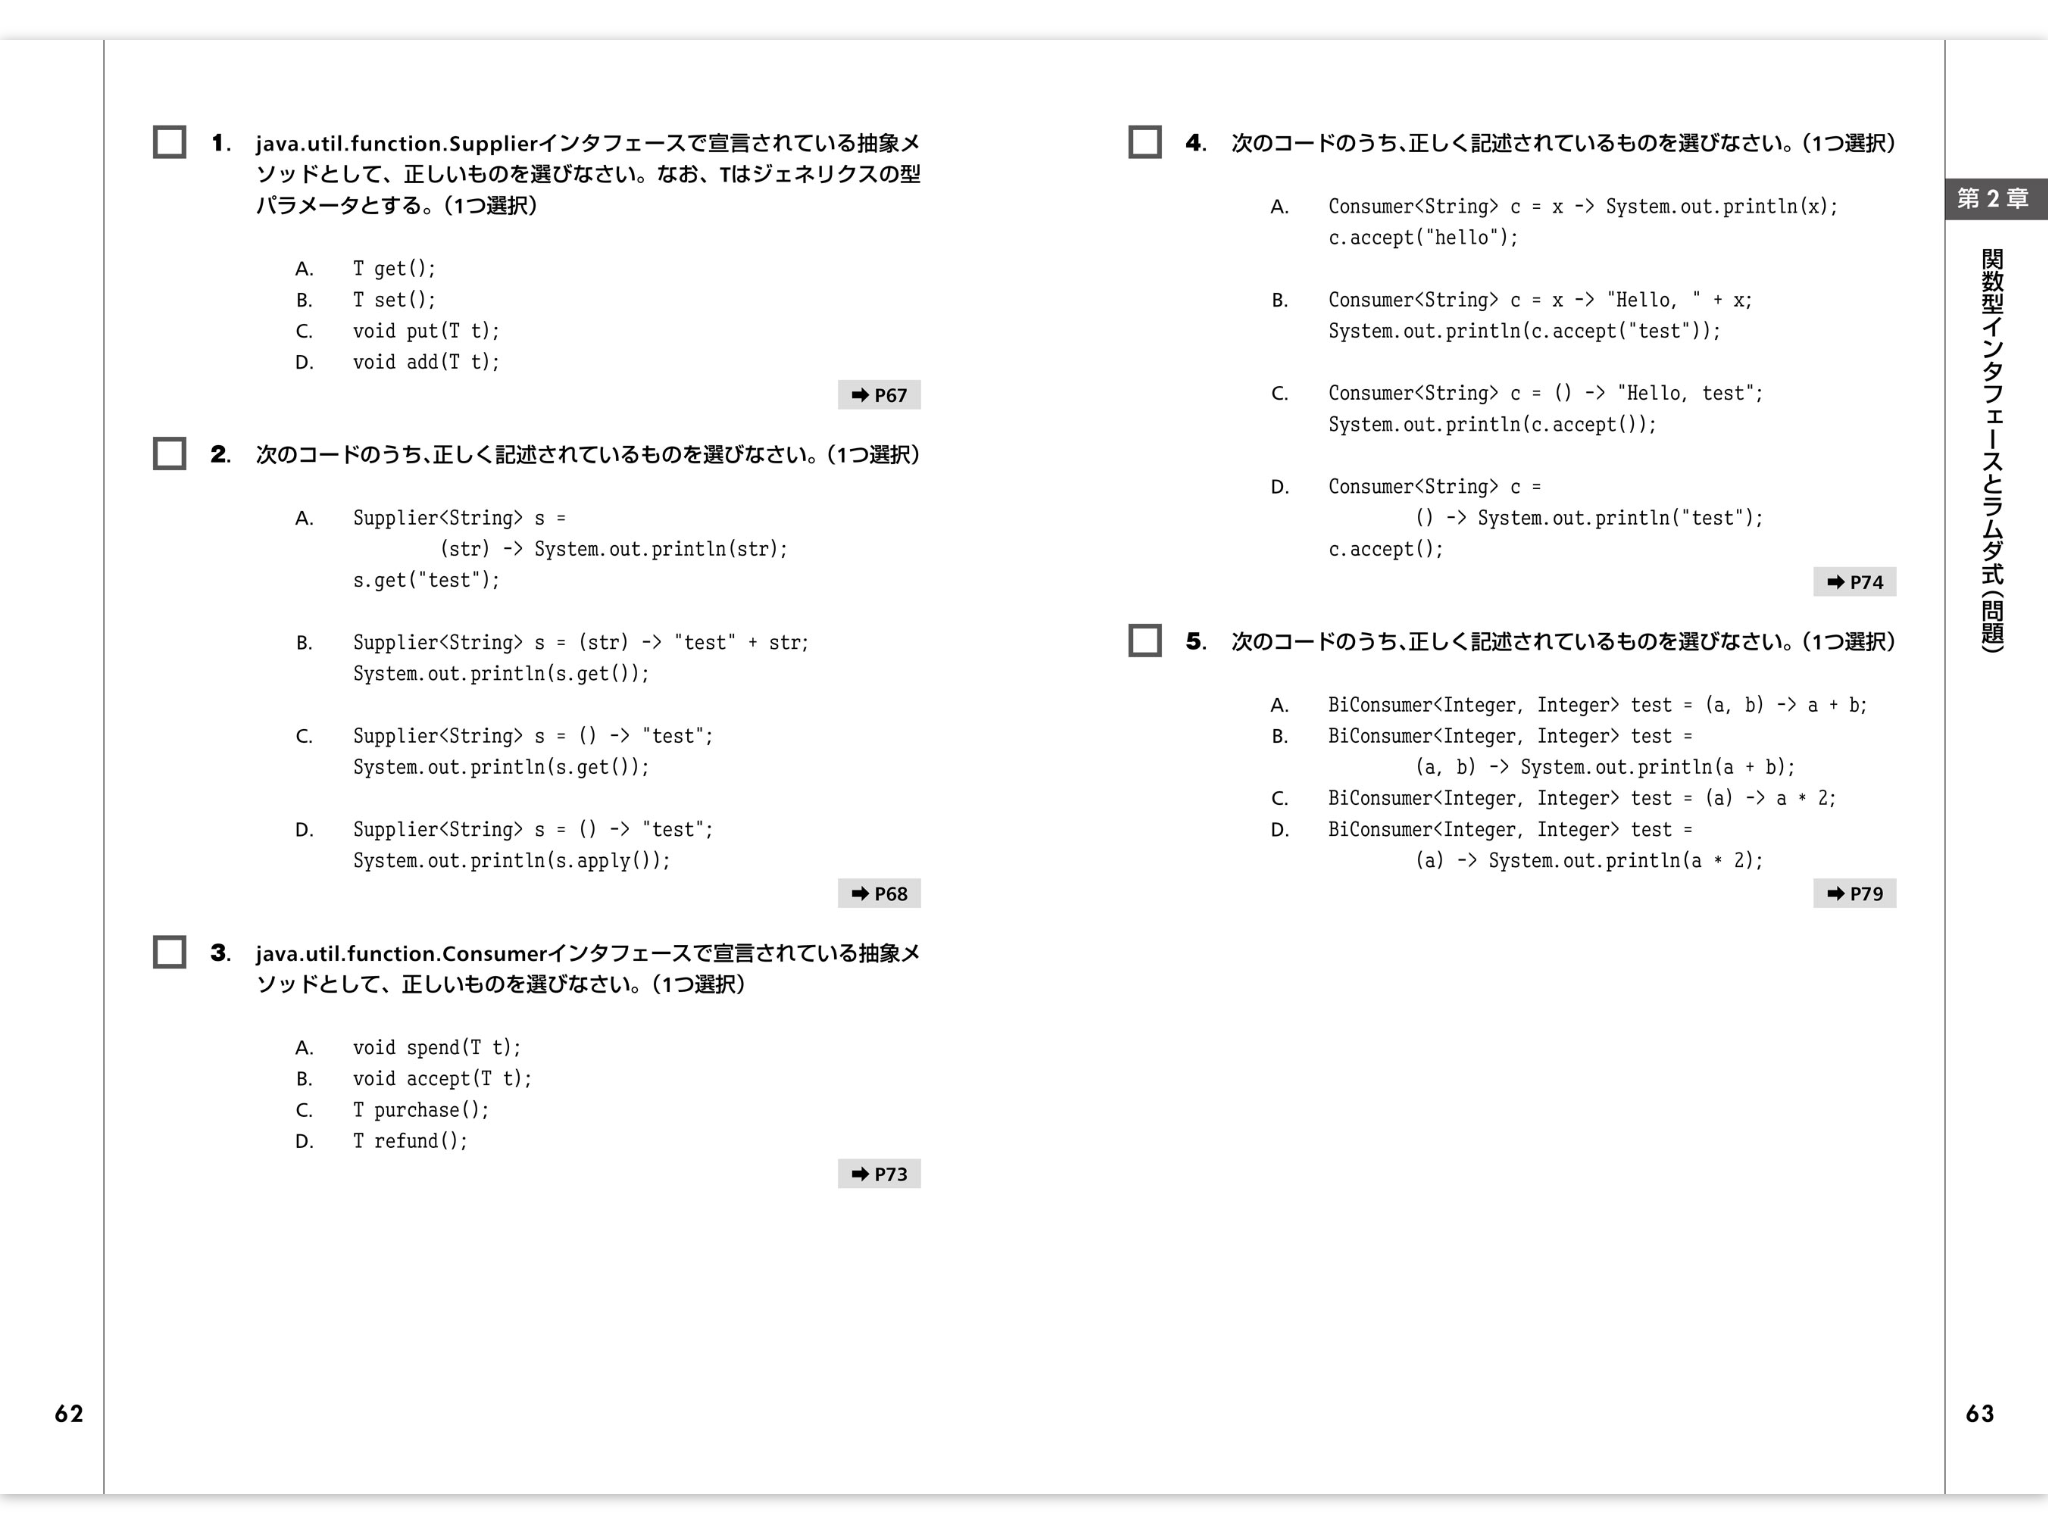 1. java.util.function.Supplierインタフェースで宣言されている抽象メ
ソッドとして、正しいものを選びなさい。なお、Tはジェネリクスの型
パラメータとする。（1つ選択）
A. T get();
B. T set();
C. void put(T t);
D. void add(T t);
➡ P67
2. 次のコードのうち、正しく記述されているものを選びなさい。（1つ選択）
A. Supplier<String> s =
(str) -> System.out.println(str);
s.get("test");
B. Supplier<String> s = (str) -> "test" + str;
System.out.println(s.get());
C. Supplier<String> s = () -> "test";
System.out.println(s.get());
D. Supplier<String> s = () -> "test";
System.out.println(s.apply());
➡ P68
3. java.util.function.Consumerインタフェースで宣言されている抽象メ
ソッドとして、正しいものを選びなさい。（1つ選択）
A. void spend(T t);
B. void accept(T t);
C. T purchase();
D. T refund();
➡ P73
62
4. 次のコードのうち、正しく記述されているものを選びなさい。（1つ選択）
A. Consumer<String> c = x -> System.out.println(x);
c.accept("hello");
B. Consumer<String> c = x -> "Hello, " + x;
System.out.println(c.accept("test"));
C. Consumer<String> c = () -> "Hello, test";
System.out.println(c.accept());
D. Consumer<String> c =
() -> System.out.println("test");
c.accept();
➡ P74
5. 次のコードのうち、正しく記述されているものを選びなさい。（1つ選択）
A. BiConsumer<Integer, Integer> test = (a, b) -> a + b;
B. BiConsumer<Integer, Integer> test =
(a, b) -> System.out.println(a + b);
C. BiConsumer<Integer, Integer> test = (a) -> a * 2;
D. BiConsumer<Integer, Integer> test =
(a) -> System.out.println(a * 2);
➡ P79
第2章
関数型インタフェースとラムダ式（問題）
63